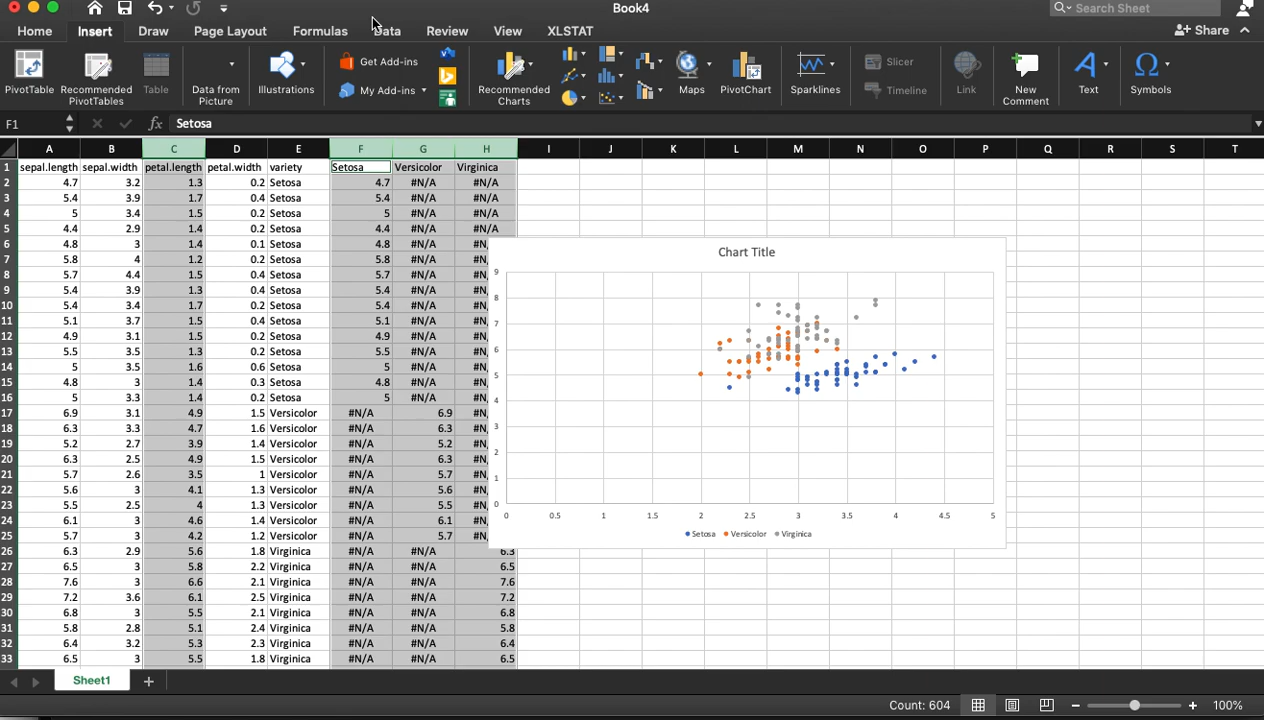 Book4
Search Sheet
Home Insert Draw Page Layout Formulas Data Review View XLSTAT Share
PivotTable Recommended PivotTables Table Data from Picture Illustrations Get Add-ins My Add-ins Recommended Charts Maps PivotChart Sparklines Slicer Timeline Link New Comment Text Symbols
F1 fx Setosa
A B C D E F G H I J K L M N O P Q R S T
1 sepal.length sepal.width petal.length petal.width variety Setosa Versicolor Virginica
2 4.7 3.2 1.3 0.2 Setosa 4.7 #N/A #N/A
3 5.4 3.9 1.7 0.4 Setosa 5.4 #N/A #N/A
4 5 3.4 1.5 0.2 Setosa 5 #N/A #N/A
5 4.4 2.9 1.4 0.2 Setosa 4.4 #N/A #N/A
6 4.8 3 1.4 0.1 Setosa 4.8 #N/A #N,
7 5.8 4 1.2 0.2 Setosa 5.8 #N/A #N,
8 5.7 4.4 1.5 0.4 Setosa 5.7 #N/A #N,
9 5.4 3.9 1.3 0.4 Setosa 5.4 #N/A #N,
10 5.4 3.4 1.7 0.2 Setosa 5.4 #N/A #N,
11 5.1 3.7 1.5 0.4 Setosa 5.1 #N/A #N,
12 4.9 3.1 1.5 0.2 Setosa 4.9 #N/A #N,
13 5.5 3.5 1.3 0.2 Setosa 5.5 #N/A #N,
14 5 3.5 1.6 0.6 Setosa 5 #N/A #N,
15 4.8 3 1.4 0.3 Setosa 4.8 #N/A #N,
16 5 3.3 1.4 0.2 Setosa 5 #N/A #N,
17 6.9 3.1 4.9 1.5 Versicolor #N/A 6.9 #N,
18 6.3 3.3 4.7 1.6 Versicolor #N/A 6.3 #N,
19 5.2 2.7 3.9 1.4 Versicolor #N/A 5.2 #N,
20 6.3 2.5 4.9 1.5 Versicolor #N/A 6.3 #N,
21 5.7 2.6 3.5 1 Versicolor #N/A 5.7 #N,
22 5.6 3 4.1 1.3 Versicolor #N/A 5.6 #N,
23 5.5 2.5 4 1.3 Versicolor #N/A 5.5 #N,
24 6.1 3 4.6 1.4 Versicolor #N/A 6.1 #N,
25 5.7 3 4.2 1.2 Versicolor #N/A 5.7 #N,
26 6.3 2.9 5.6 1.8 Virginica #N/A #N/A 6.3
27 6.5 3 5.8 2.2 Virginica #N/A #N/A 6.5
28 7.6 3 6.6 2.1 Virginica #N/A #N/A 7.6
29 7.2 3.6 6.1 2.5 Virginica #N/A #N/A 7.2
30 6.8 3 5.5 2.1 Virginica #N/A #N/A 6.8
31 5.8 2.8 5.1 2.4 Virginica #N/A #N/A 5.8
32 6.4 3.2 5.3 2.3 Virginica #N/A #N/A 6.4
33 6.5 3 5.5 1.8 Virginica #N/A #N/A 6.5
Chart Title
9
8
7
6
5
4
3
2
1
0
0 0.5 1 1.5 2 2.5 3 3.5 4 4.5 5
Setosa Versicolor Virginica
Sheet1
Count: 604 100%